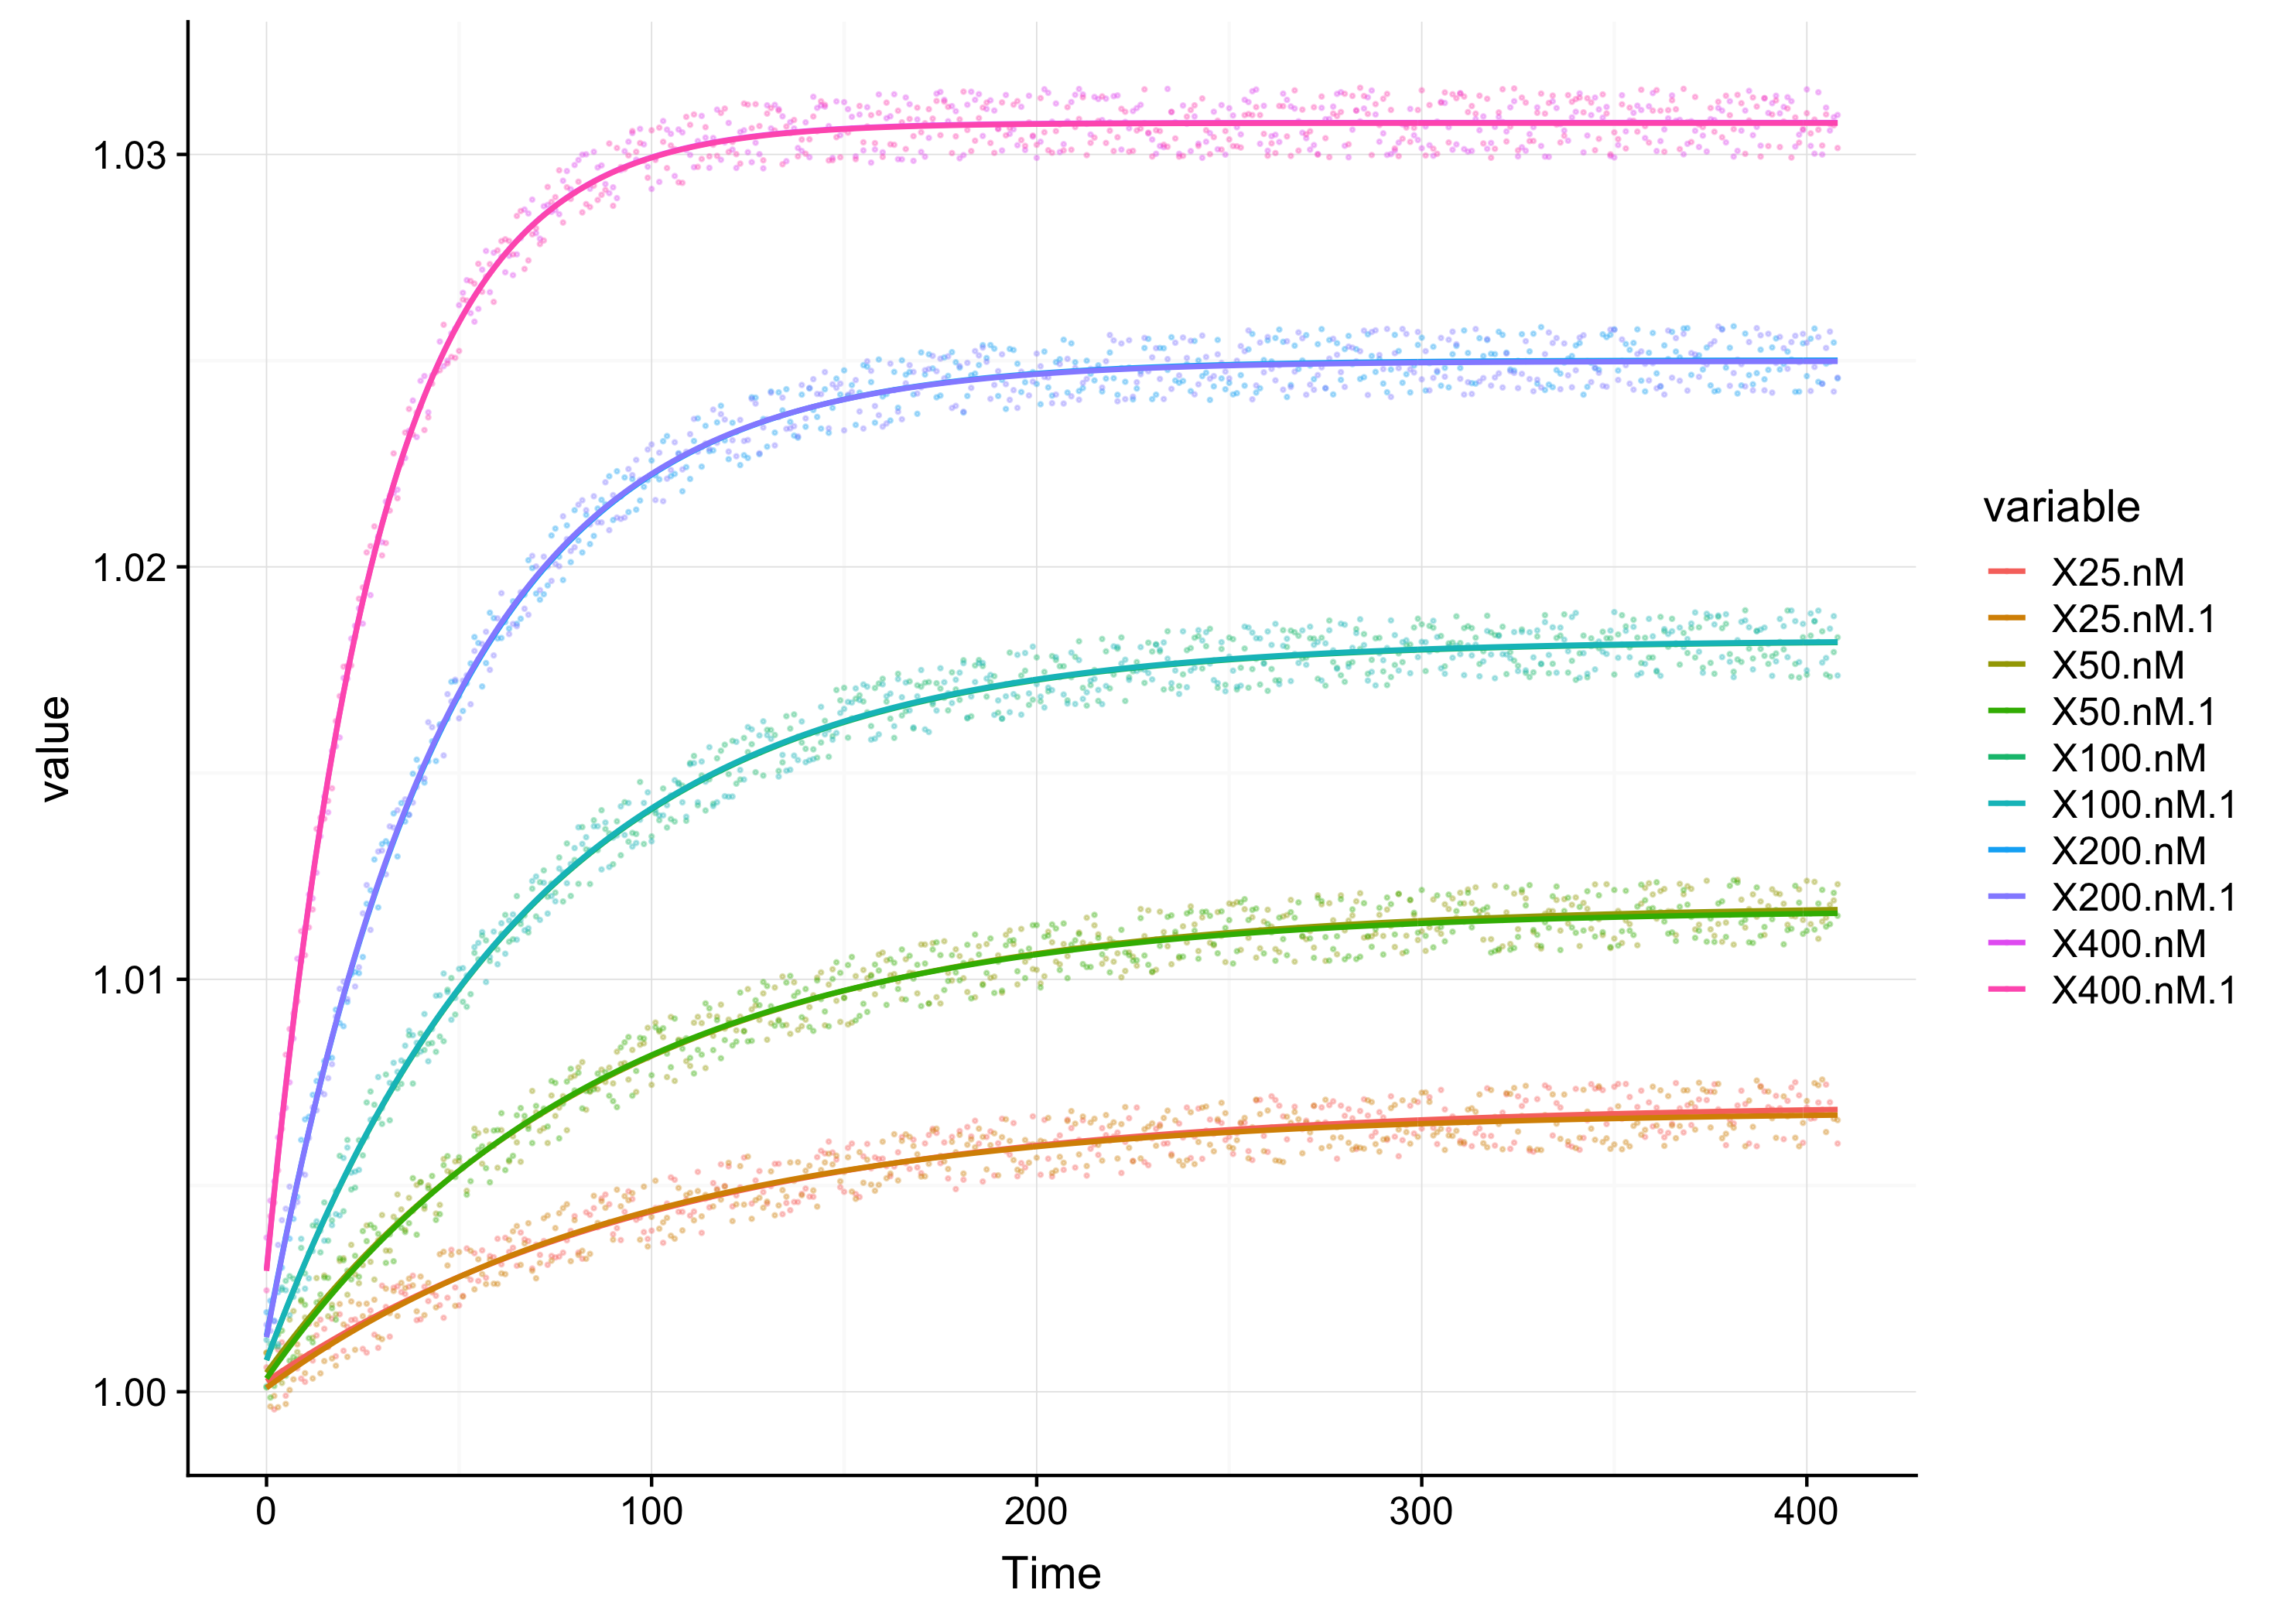 value
1.03
1.02
1.01
1.00
0 100 200 300 400
Time
variable
X25.nM
X25.nM.1
X50.nM
X50.nM.1
X100.nM
X100.nM.1
X200.nM
X200.nM.1
X400.nM
X400.nM.1